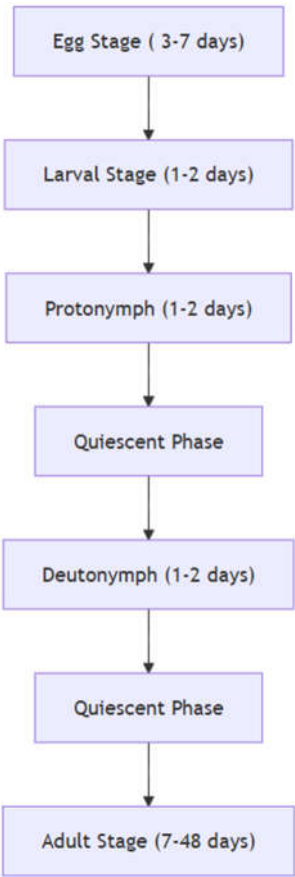 Egg Stage ( 3-7 days)
Larval Stage (1-2 days)
Protonymph (1-2 days)
Quiescent Phase
Deutonymph (1-2 days)
Quiescent Phase
Adult Stage (7-48 days)